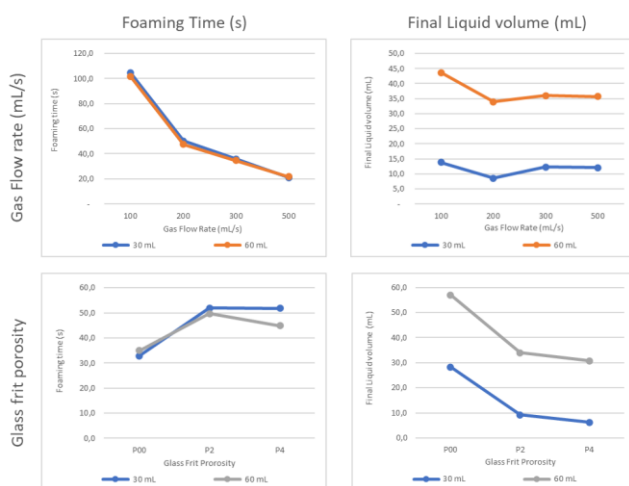 Foaming Time (s)
Final Liquid volume (mL)
Gas Flow rate (mL/s)
Foaming time (s)
120,0
100,0
80,0
60,0
40,0
20,0
-
100 200 300 500
Gas Flow Rate (mL/s)
30 mL 60 mL
Final Liquid volume (mL)
50,0
45,0
40,0
35,0
30,0
25,0
20,0
15,0
10,0
5,0
-
100 200 300 500
Gas Flow Rate (mL/s)
30 mL 60 mL
Glass frit porosity
Foaming time (s)
60,0
50,0
40,0
30,0
20,0
10,0
0,0
P00 P2 P4
Glass Frit Prorosity
30 mL 60 mL
Final Liquid volume (mL)
60,0
50,0
40,0
30,0
20,0
10,0
0,0
P00 P2 P4
Glass Frit Prorosity
30 mL 60 mL